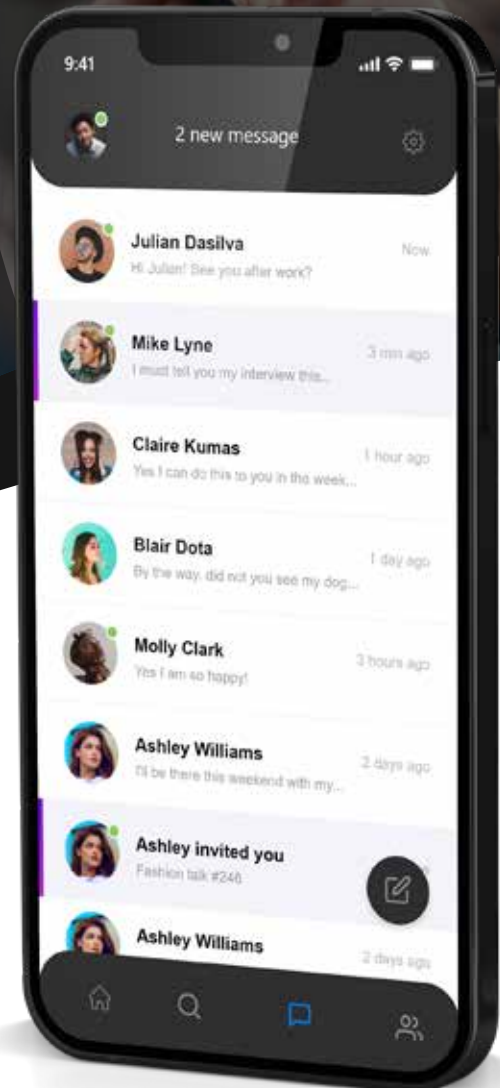 9:41
2 new message
Julian Dasilva
Now
Hi Julian! See you after work?
Mike Lyne
3 min ago
I must tell you my interview this...
Claire Kumas
1 hour ago
Yes I can do this to you in the week...
Blair Dota
1 day ago
By the way, did not you see my dog...
Molly Clark
3 hours ago
Yes I am so happy!
Ashley Williams
2 days ago
I'll be there this weekend with my...
Ashley invited you
Fashion talk #246
Ashley Williams
2 days ago